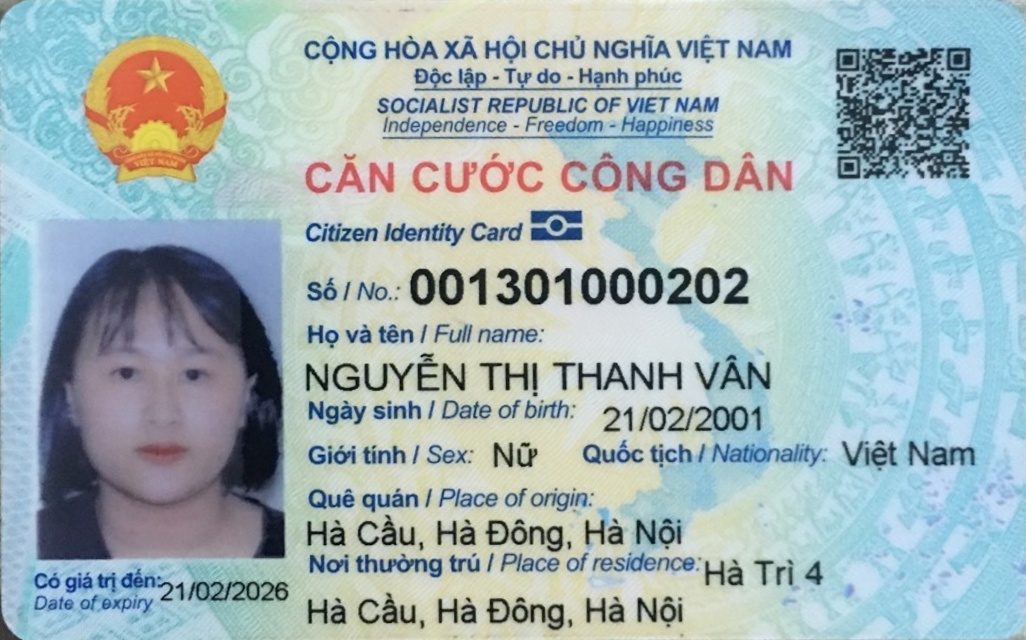 CỘNG HÒA XÃ HỘI CHỦ NGHĨA VIỆT NAM
Độc lập - Tự do - Hạnh phúc
SOCIALIST REPUBLIC OF VIET NAM
Independence - Freedom - Happiness
CĂN CƯỚC CÔNG DÂN
Citizen Identity Card
Số / No.: 001301000202
Họ và tên / Full name:
NGUYỄN THỊ THANH VÂN
Ngày sinh / Date of birth: 21/02/2001
Giới tính / Sex: Nữ Quốc tịch / Nationality: Việt Nam
Quê quán / Place of origin:
Hà Cầu, Hà Đông, Hà Nội
Nơi thường trú / Place of residence: Hà Trì 4
Hà Cầu, Hà Đông, Hà Nội
Có giá trị đến: 21/02/2026
Date of expiry
VIỆT NAM